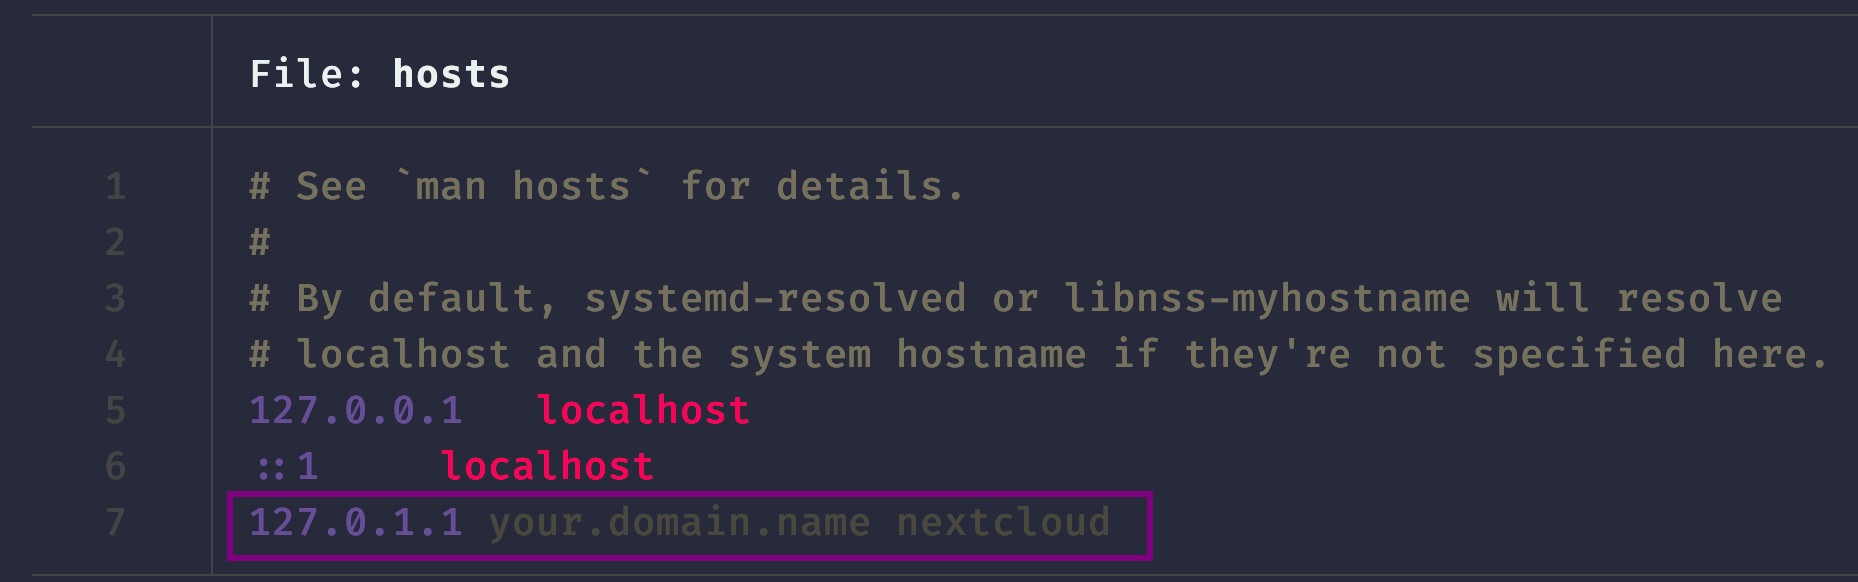 File: hosts
1 # See `man hosts` for details.
2 #
3 # By default, systemd-resolved or libnss-myhostname will resolve
4 # localhost and the system hostname if they're not specified here.
5 127.0.0.1 localhost
6 ::1 localhost
7 127.0.1.1 your.domain.name nextcloud